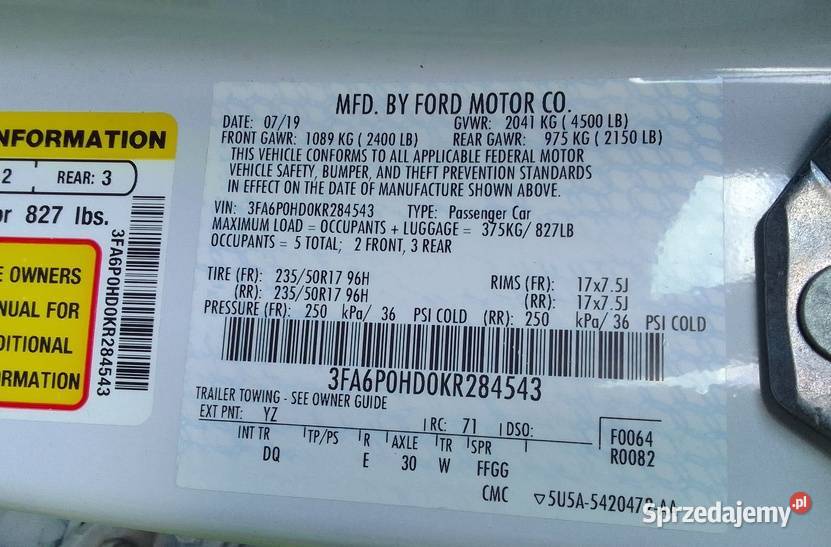 NFORMATION
2 REAR: 3
or 827 lbs.
3FA6P0HD0KR284543
E OWNERS
NUAL FOR
DITIONAL
RMATION
MFD. BY FORD MOTOR CO.
DATE: 07/19 GVWR: 2041 KG ( 4500 LB)
FRONT GAWR: 1089 KG ( 2400 LB) REAR GAWR: 975 KG ( 2150 LB)
THIS VEHICLE CONFORMS TO ALL APPLICABLE FEDERAL MOTOR
VEHICLE SAFETY, BUMPER, AND THEFT PREVENTION STANDARDS
IN EFFECT ON THE DATE OF MANUFACTURE SHOWN ABOVE.
VIN: 3FA6P0HD0KR284543 TYPE: Passenger Car
MAXIMUM LOAD = OCCUPANTS + LUGGAGE = 375KG/ 827LB
OCCUPANTS = 5 TOTAL; 2 FRONT, 3 REAR
TIRE (FR): 235/50R17 96H RIMS (FR): 17x7.5J
(RR): 235/50R17 96H (RR): 17x7.5J
PRESSURE (FR): 250 kPa/ 36 PSI COLD (RR): 250 kPa/ 36 PSI COLD
3FA6P0HD0KR284543
TRAILER TOWING - SEE OWNER GUIDE
EXT PNT: YZ RC: 71 DSO: F0064
INT TR TP/PS R AXLE TR SPR R0082
DQ E 30 W FFGG
CMC ▽5U5A-5420472-AA
Sprzedajemy.pl